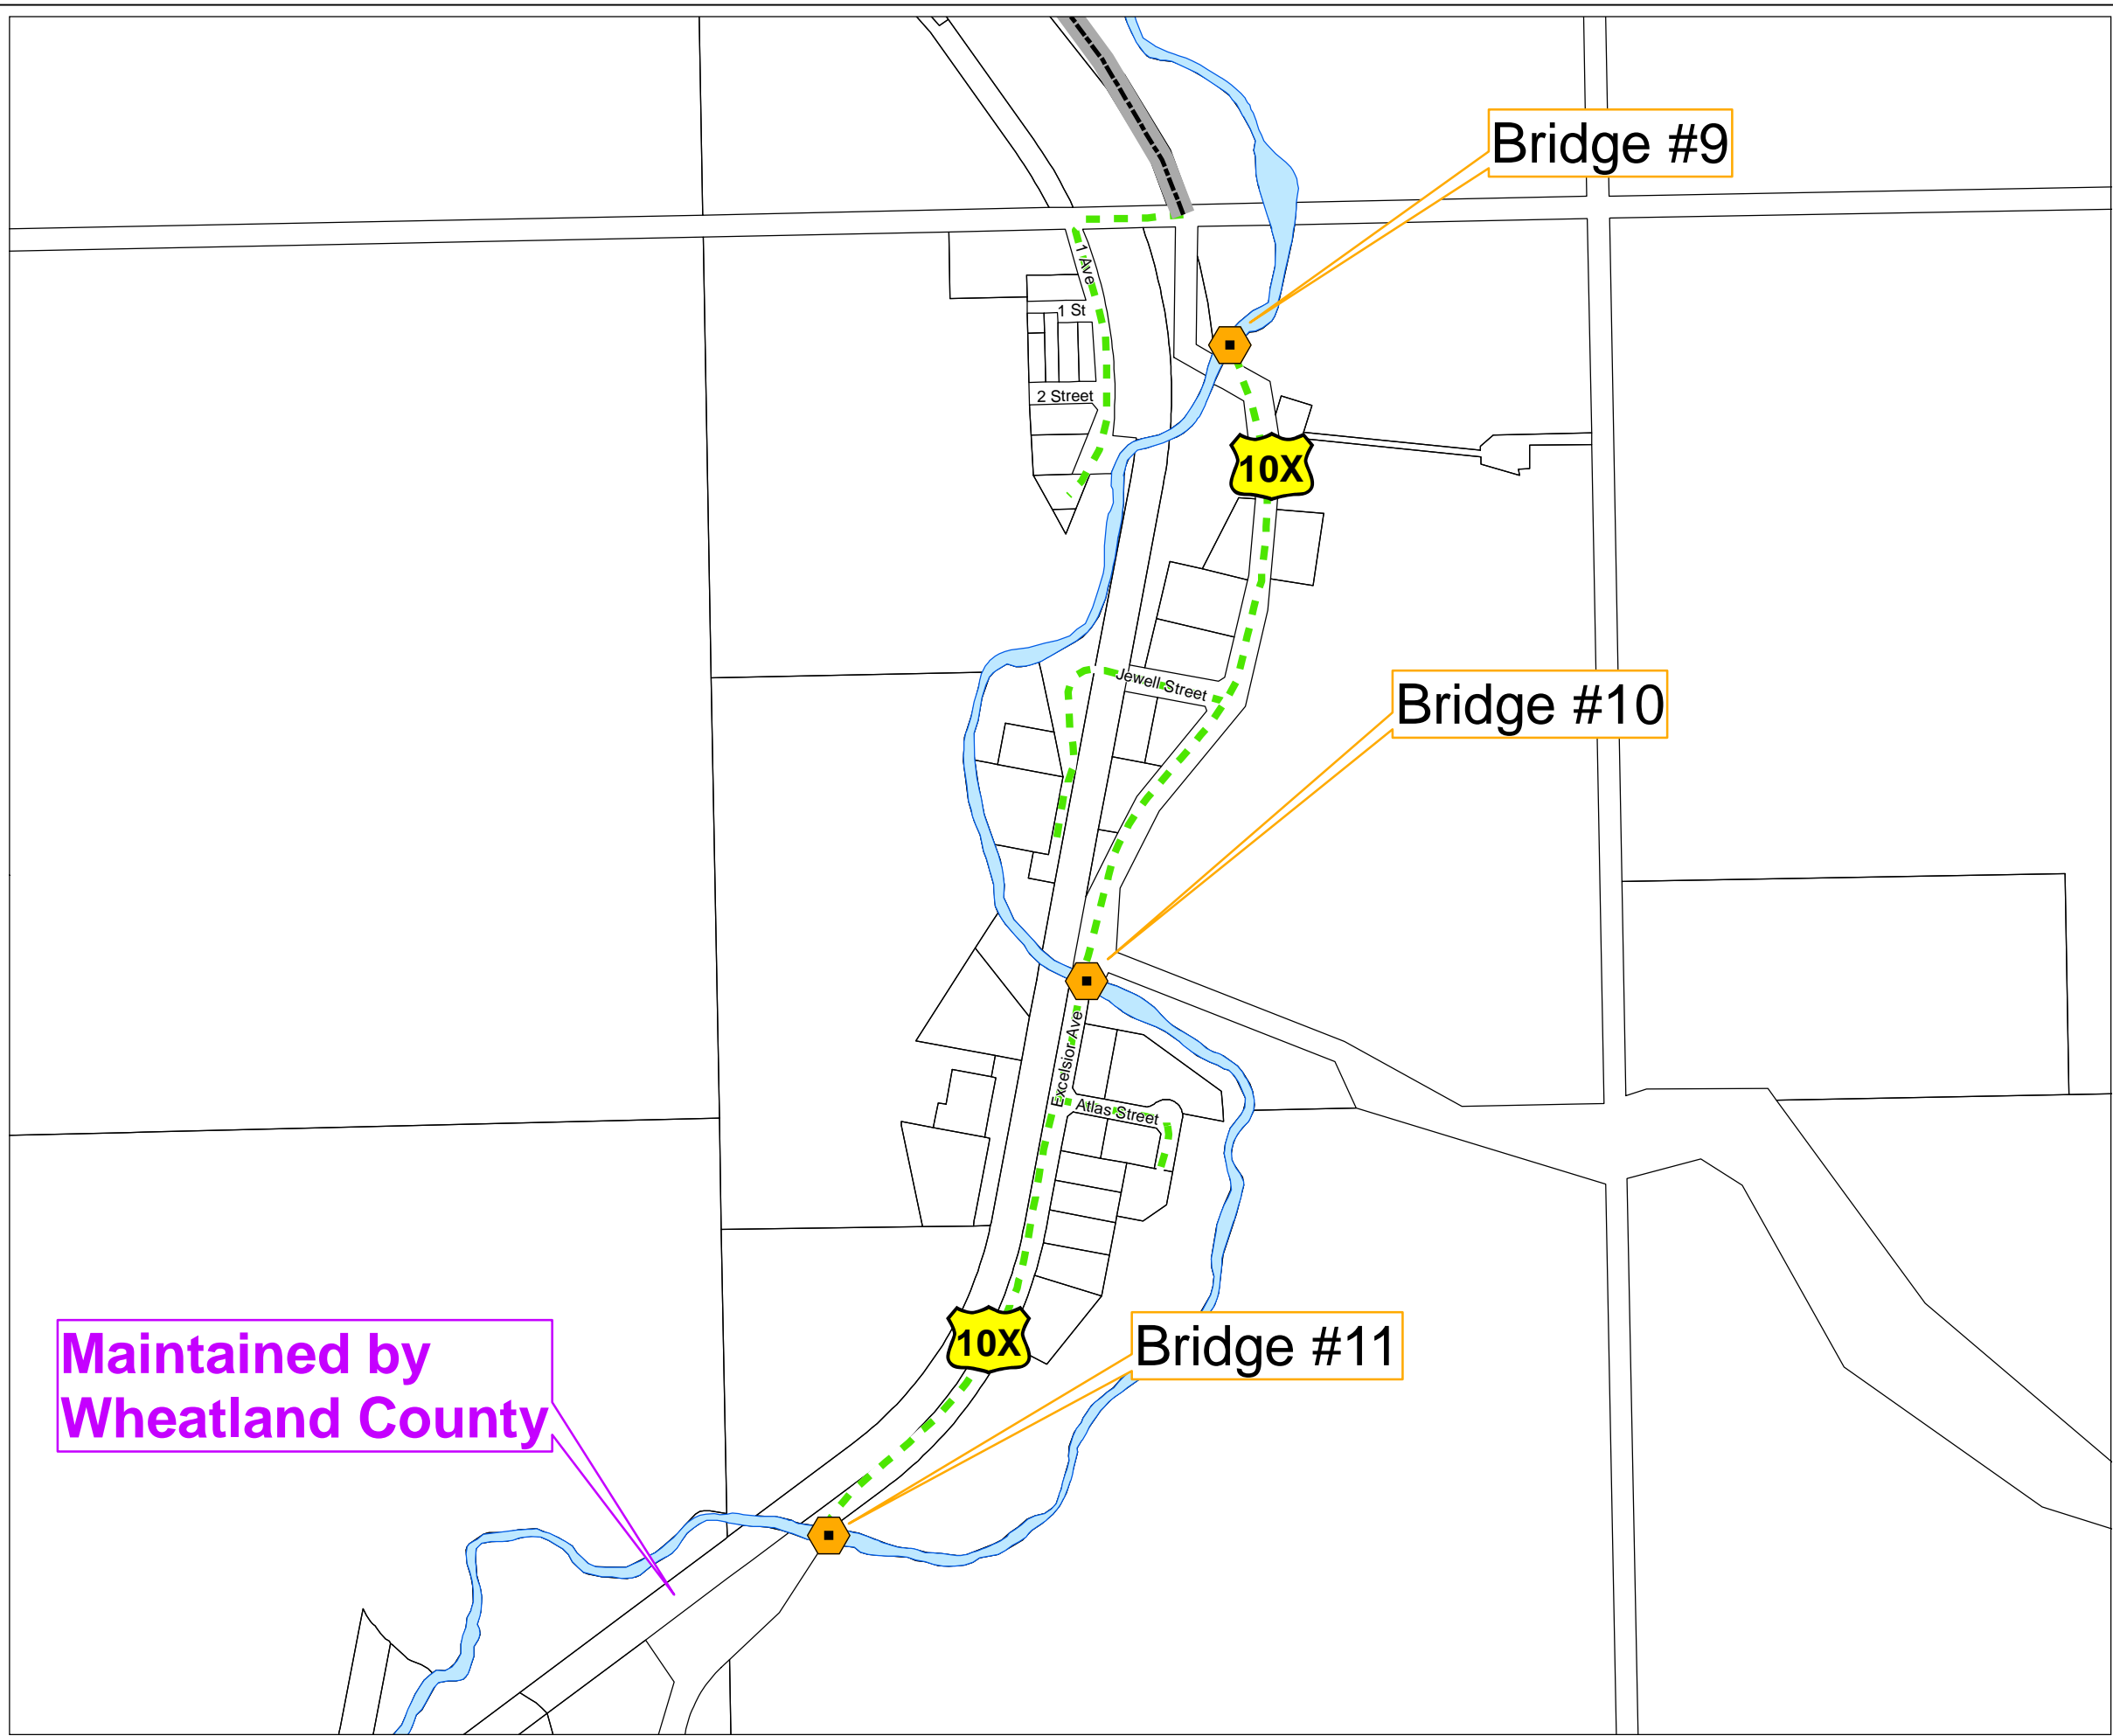 Bridge #9
1 Ave
1 St
2 Street
10X
Jewell Street
Bridge #10
Excelsior Ave
Atlas Street
10X
Bridge #11
Maintained by
Wheatland County